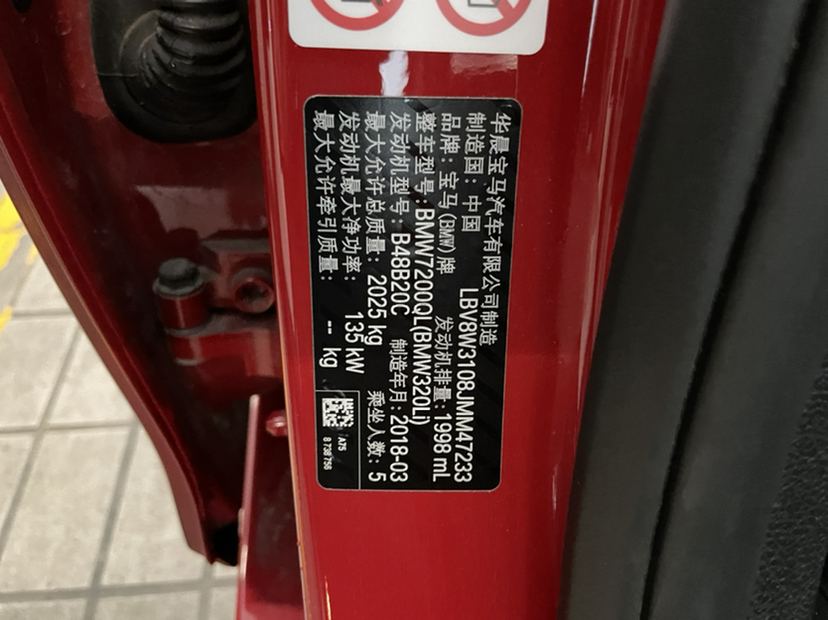 华晨宝马汽车有限公司制造
制造国：中国 LBV8W3108JMM47233
品牌：宝马(BMW)牌 发动机排量：1998 mL
整车型号：BMW7200QL(BMW320Li)
发动机型号：B48B20C 制造年月：2018-03
最大允许总质量： 2025 kg 乘坐人数：5
发动机最大净功率： 135 kW
最大允许牵引质量： -- kg
A75
8 738 756